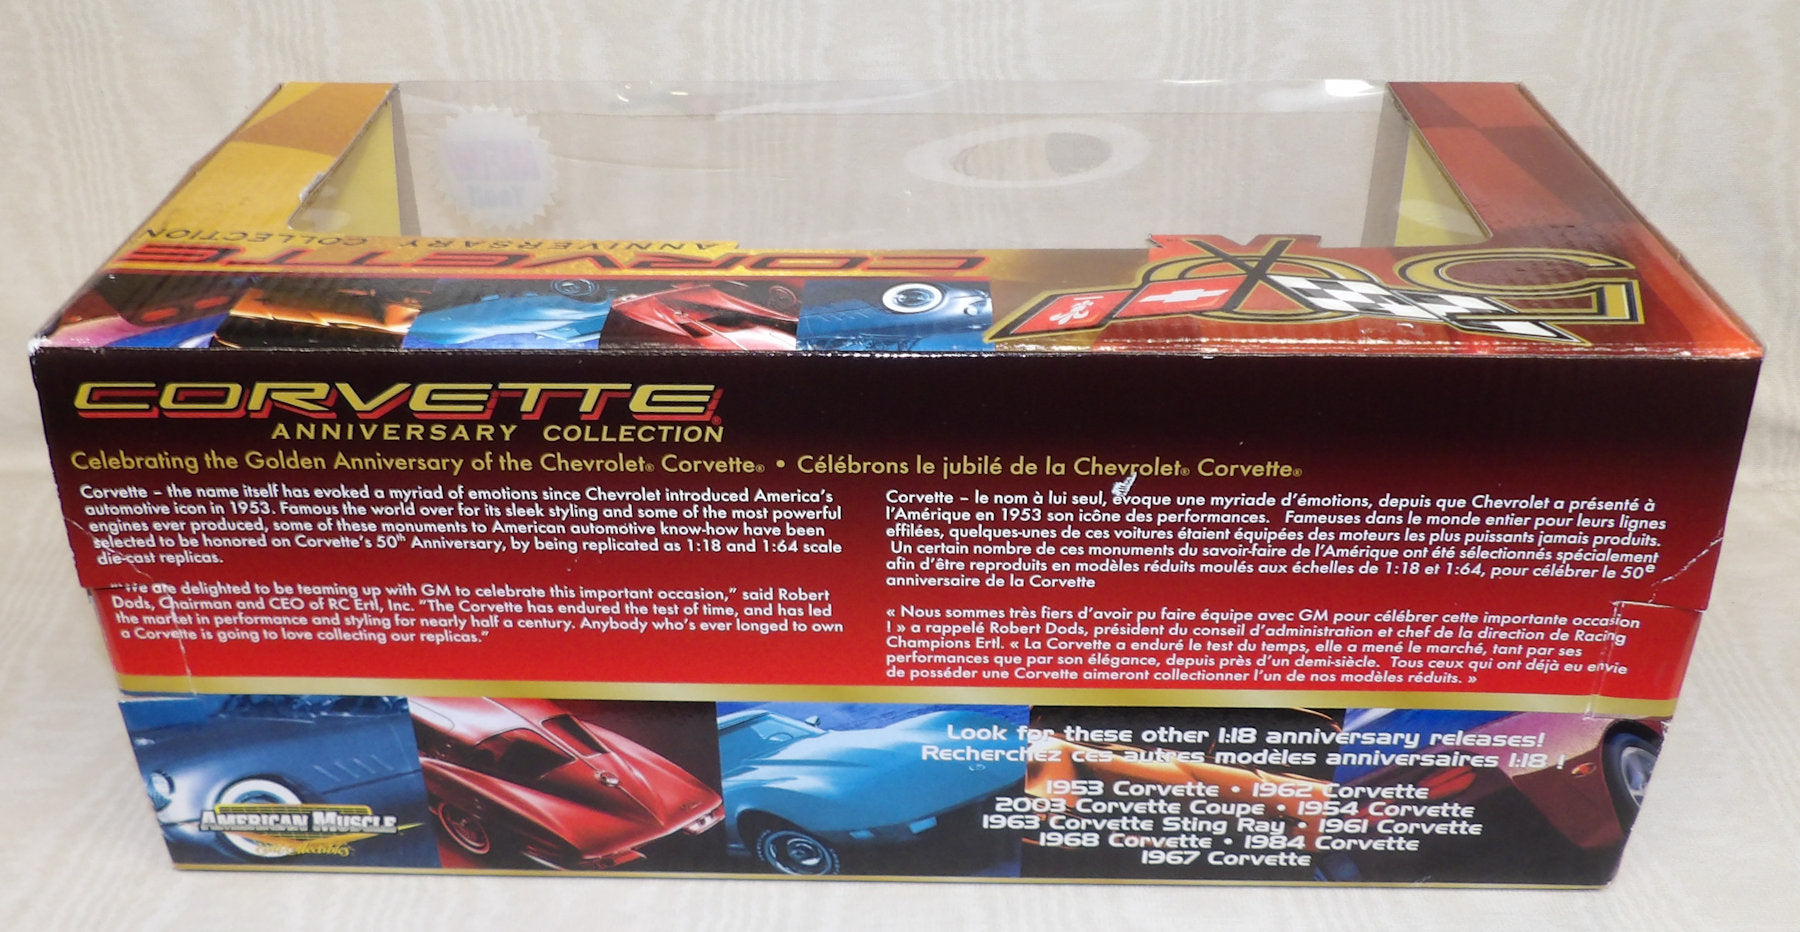 ANNIVERSARY COLLECTION
CORVETTE
50
CORVETTE®
ANNIVERSARY COLLECTION
Celebrating the Golden Anniversary of the Chevrolet® Corvette® • Célébrons le jubilé de la Chevrolet® Corvette®
Corvette – the name itself has evoked a myriad of emotions since Chevrolet introduced America's
automotive icon in 1953. Famous the world over for its sleek styling and some of the most powerful
engines ever produced, some of these monuments to American automotive know-how have been
selected to be honored on Corvette's 50th Anniversary, by being replicated as 1:18 and 1:64 scale
die-cast replicas.
"We are delighted to be teaming up with GM to celebrate this important occasion," said Robert
Dods, Chairman and CEO of RC Ertl, Inc. "The Corvette has endured the test of time, and has led
the market in performance and styling for nearly half a century. Anybody who's ever longed to own
a Corvette is going to love collecting our replicas."
Corvette – le nom à lui seul, évoque une myriade d'émotions, depuis que Chevrolet a présenté à
l'Amérique en 1953 son icône des performances. Fameuses dans le monde entier pour leurs lignes
effilées, quelques-unes de ces voitures étaient équipées des moteurs les plus puissants jamais produits.
Un certain nombre de ces monuments du savoir-faire de l'Amérique ont été sélectionnés spécialement
afin d'être reproduits en modèles réduits moulés aux échelles de 1:18 et 1:64, pour célébrer le 50e
anniversaire de la Corvette
« Nous sommes très fiers d'avoir pu faire équipe avec GM pour célébrer cette importante occasion
! » a rappelé Robert Dods, président du conseil d'administration et chef de la direction de Racing
Champions Ertl. « La Corvette a enduré le test du temps, elle a mené le marché, tant par ses
performances que par son élégance, depuis près d'un demi-siècle. Tous ceux qui ont déjà eu envie
de posséder une Corvette aimeront collectionner l'un de nos modèles réduits. »
Look for these other 1:18 anniversary releases!
Recherchez ces autres modèles anniversaires 1:18 !
1953 Corvette • 1962 Corvette
2003 Corvette Coupe • 1954 Corvette
1963 Corvette Sting Ray • 1961 Corvette
1968 Corvette • 1984 Corvette
1967 Corvette
AMERICAN MUSCLE